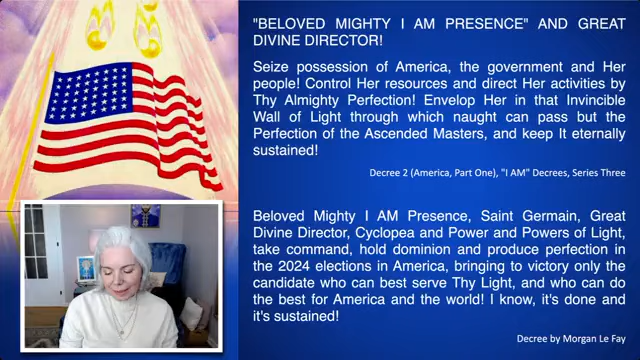 "BELOVED MIGHTY I AM PRESENCE" AND GREAT
DIVINE DIRECTOR!
Seize possession of America, the government and Her
people! Control Her resources and direct Her activities by
Thy Almighty Perfection! Envelop Her in that Invincible
Wall of Light through which naught can pass but the
Perfection of the Ascended Masters, and keep It eternally
sustained!
Decree 2 (America, Part One), "I AM" Decrees, Series Three
Beloved Mighty I AM Presence, Saint Germain, Great
Divine Director, Cyclopea and Power and Powers of Light,
take command, hold dominion and produce perfection in
the 2024 elections in America, bringing to victory only the
candidate who can best serve Thy Light, and who can do
the best for America and the world! I know, it's done and
it's sustained!
Decree by Morgan Le Fay